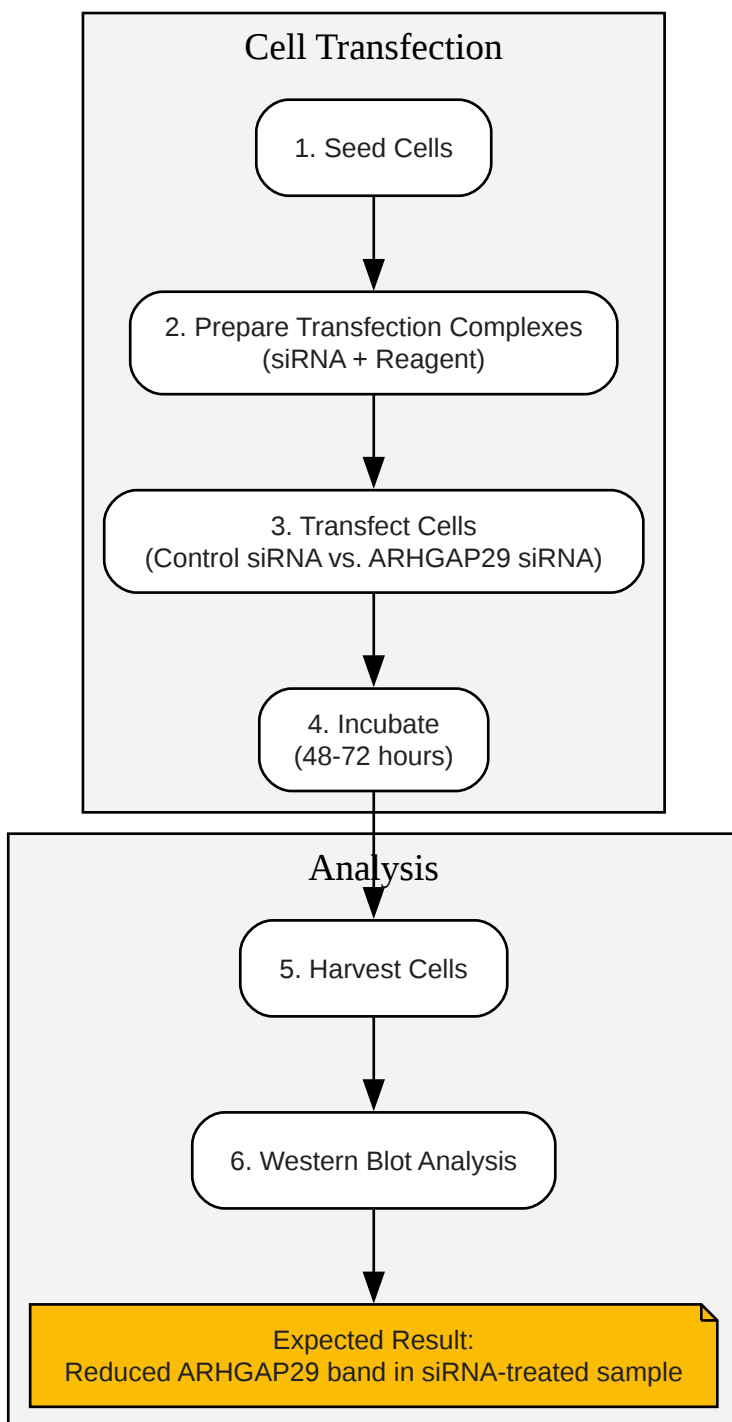 Cell Transfection
1. Seed Cells
2. Prepare Transfection Complexes
(siRNA + Reagent)
3. Transfect Cells
(Control siRNA vs. ARHGAP29 siRNA)
4. Incubate
(48-72 hours)
Analysis
5. Harvest Cells
6. Western Blot Analysis
Expected Result:
Reduced ARHGAP29 band in siRNA-treated sample